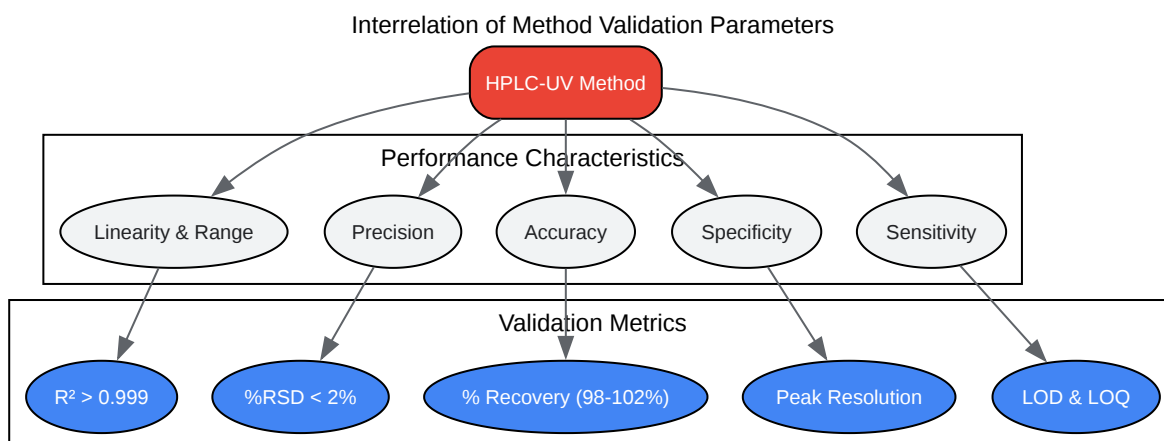 Interrelation of Method Validation Parameters
HPLC-UV Method
Performance Characteristics
Linearity & Range
Precision
Accuracy
Specificity
Sensitivity
Validation Metrics
R² > 0.999
%RSD < 2%
% Recovery (98-102%)
Peak Resolution
LOD & LOQ